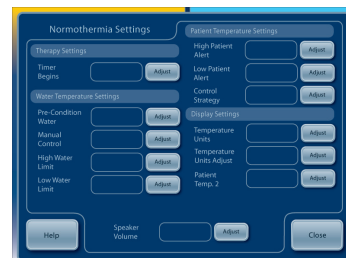 Normothermia Settings
Therapy Settings
Timer
Begins
Adjust
Water Temperature Settings
Pre-Condition
Water
Adjust
Manual
Control
Adjust
High Water
Limit
Adjust
Low Water
Limit
Adjust
Patient Temperature Settings
High Patient
Alert
Adjust
Low Patient
Alert
Adjust
Control
Strategy
Adjust
Display Settings
Temperature
Units
Adjust
Temperature
Units Adjust
Adjust
Patient
Temp. 2
Adjust
Help
Speaker
Volume
Adjust
Close